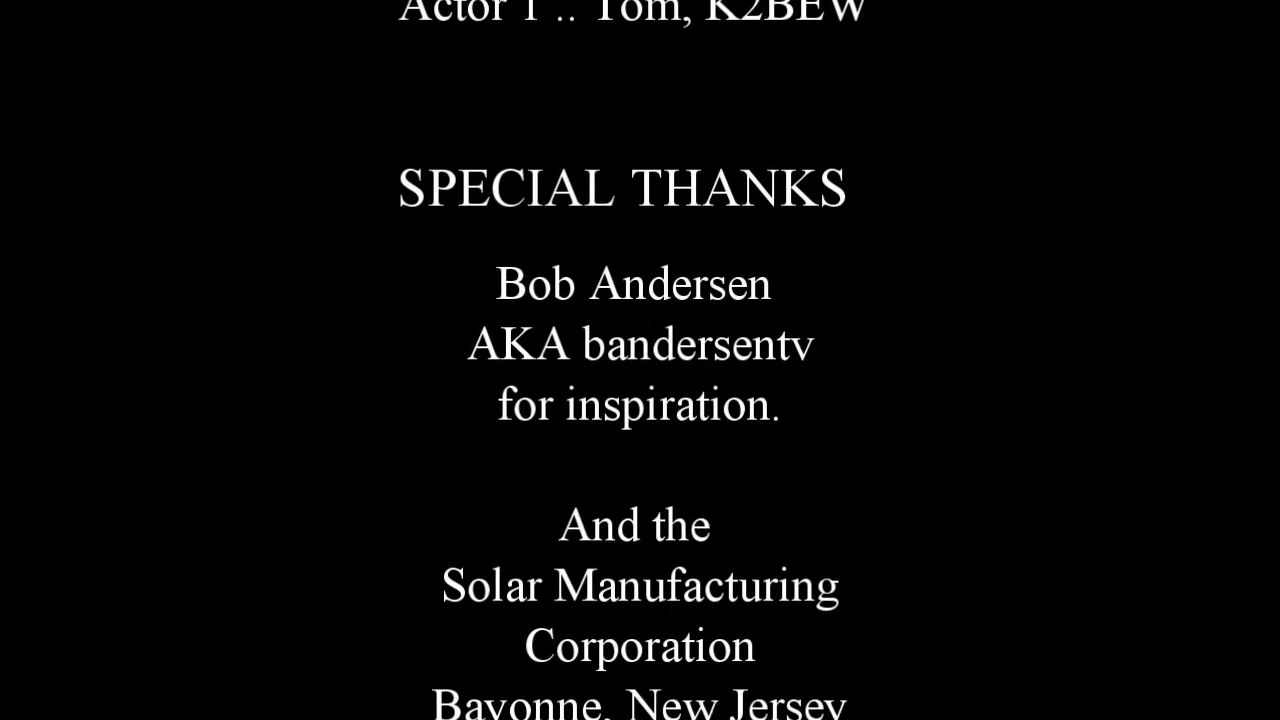 Actor 1 .. Tom, K2BEW
SPECIAL THANKS
Bob Andersen
AKA bandersentv
for inspiration.
And the
Solar Manufacturing
Corporation
Bayonne, New Jersey